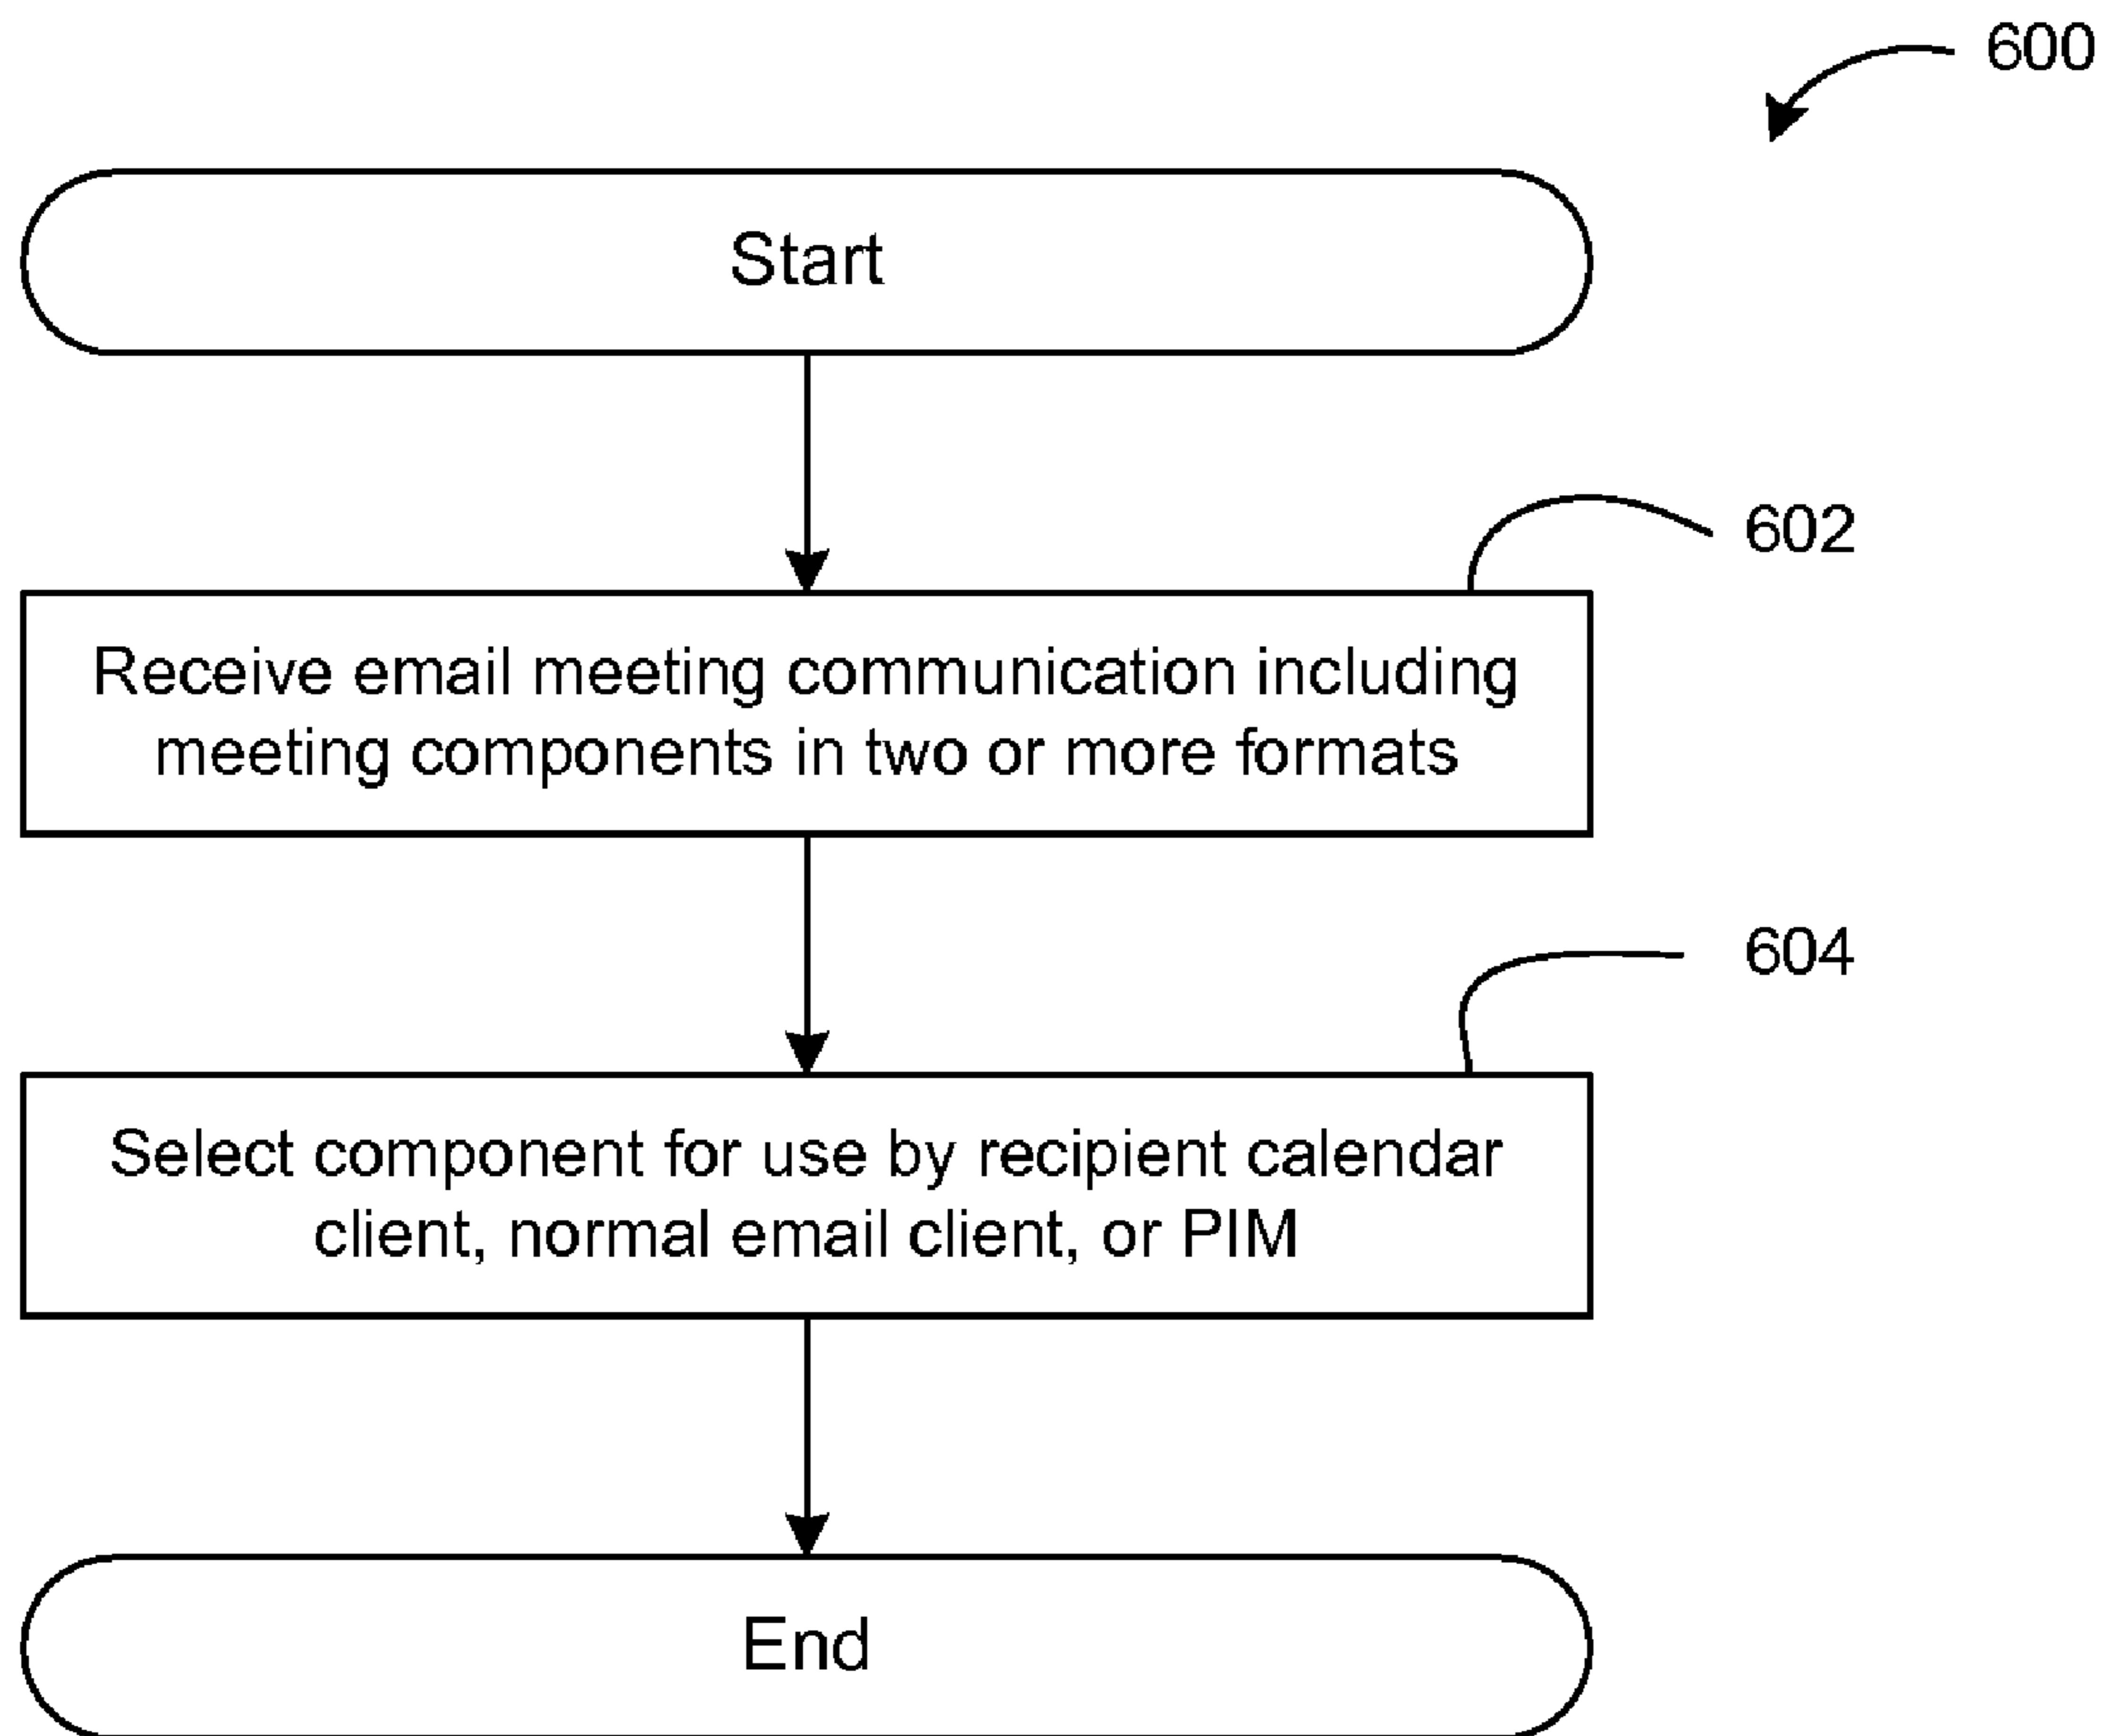 600
Start
602
Receive email meeting communication including
meeting components in two or more formats
604
Select component for use by recipient calendar
client, normal email client, or PIM
End